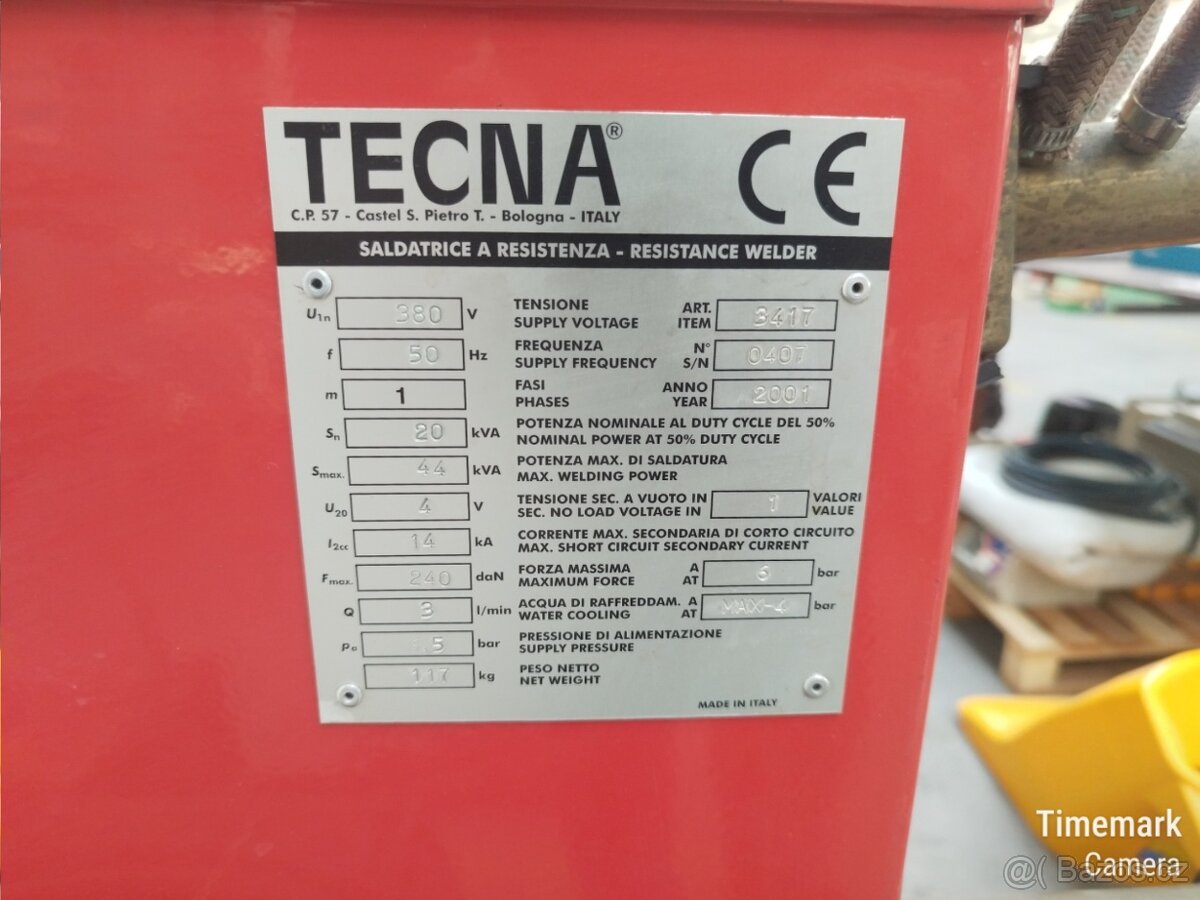 TECNA®
CE
C.P. 57 - Castel S. Pietro T. - Bologna - ITALY
SALDATRICE A RESISTENZA - RESISTANCE WELDER
U1n 380 V TENSIONE SUPPLY VOLTAGE ART. ITEM 3417
f 50 Hz FREQUENZA SUPPLY FREQUENCY N° S/N 0407
m 1 FASI PHASES ANNO YEAR 2001
Sn 20 kVA POTENZA NOMINALE AL DUTY CYCLE DEL 50% NOMINAL POWER AT 50% DUTY CYCLE
Smax. 44 kVA POTENZA MAX. DI SALDATURA MAX. WELDING POWER
U20 4 V TENSIONE SEC. A VUOTO IN SEC. NO LOAD VOLTAGE IN 1 VALORI VALUE
I2cc 14 kA CORRENTE MAX. SECONDARIA DI CORTO CIRCUITO MAX. SHORT CIRCUIT SECONDARY CURRENT
Fmax. 240 daN FORZA MASSIMA MAXIMUM FORCE A AT 6 bar
Q 3 l/min ACQUA DI RAFFREDDAM. WATER COOLING A AT MAX-4 bar
bar PRESSIONE DI ALIMENTAZIONE SUPPLY PRESSURE
117 kg PESO NETTO NET WEIGHT
MADE IN ITALY
Timemark
Camera
@( Bazos.cz